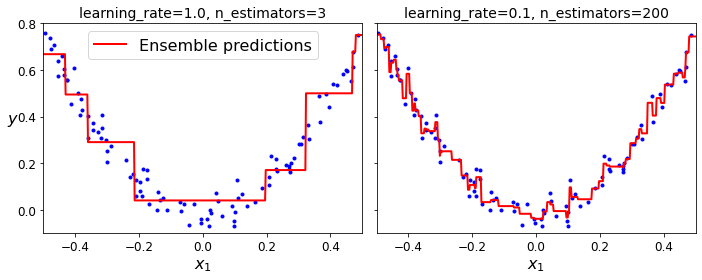 learning_rate=1.0, n_estimators=3
learning_rate=0.1, n_estimators=200
Ensemble predictions
y
0.8
0.6
0.4
0.2
0.0
−0.4 −0.2 0.0 0.2 0.4
−0.4 −0.2 0.0 0.2 0.4
x₁
x₁